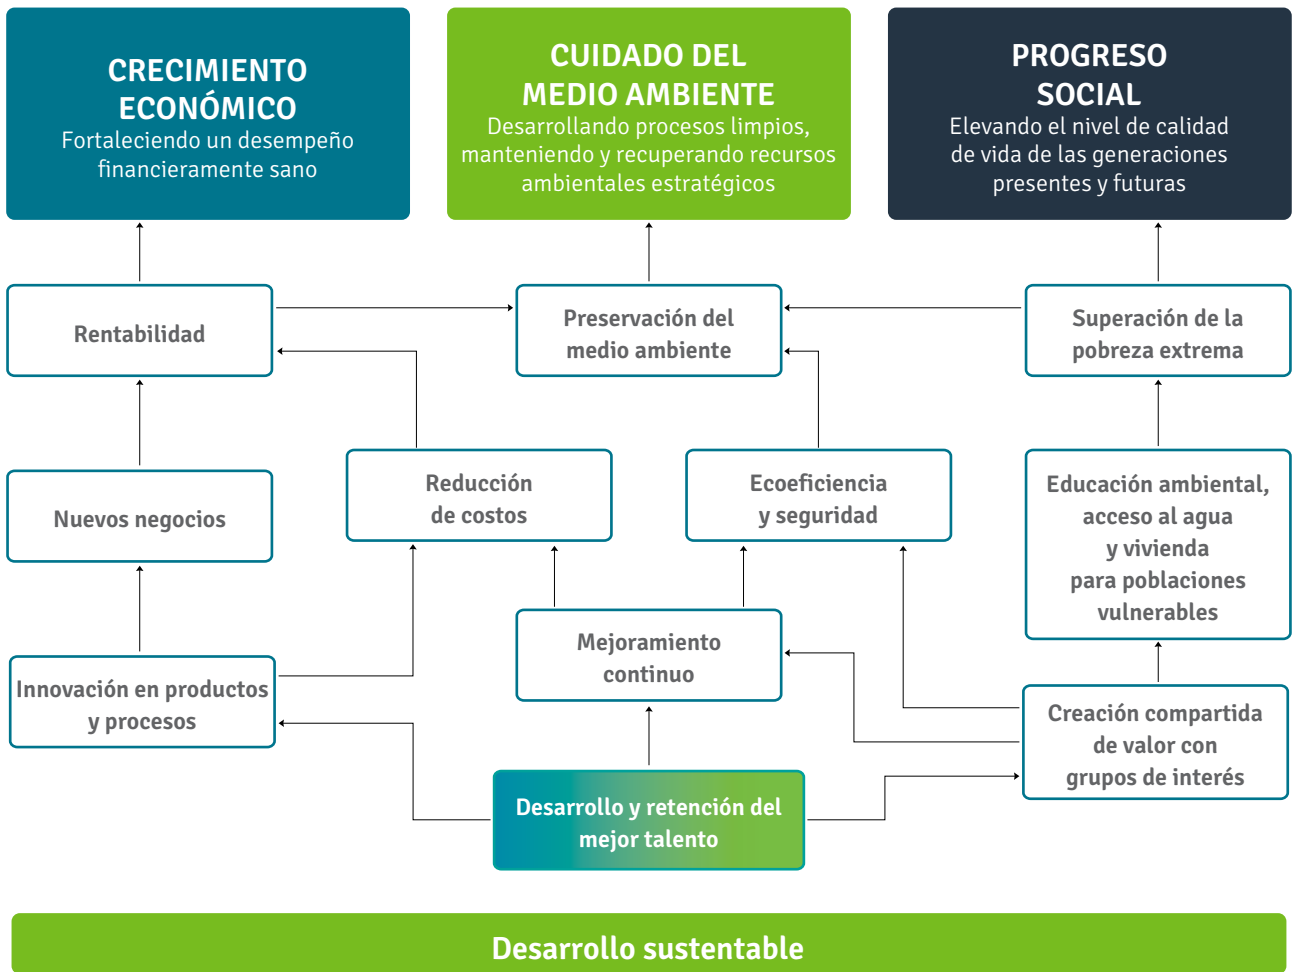 CRECIMIENTO
ECONÓMICO
Fortaleciendo un desempeño
financieramente sano
CUIDADO DEL
MEDIO AMBIENTE
Desarrollando procesos limpios,
manteniendo y recuperando recursos
ambientales estratégicos
PROGRESO
SOCIAL
Elevando el nivel de calidad
de vida de las generaciones
presentes y futuras
Rentabilidad
Preservación del
medio ambiente
Superación de la
pobreza extrema
Nuevos negocios
Reducción
de costos
Ecoeficiencia
y seguridad
Educación ambiental,
acceso al agua
y vivienda
para poblaciones
vulnerables
Innovación en productos
y procesos
Mejoramiento
continuo
Creación compartida
de valor con
grupos de interés
Desarrollo y retención del
mejor talento
Desarrollo sustentable